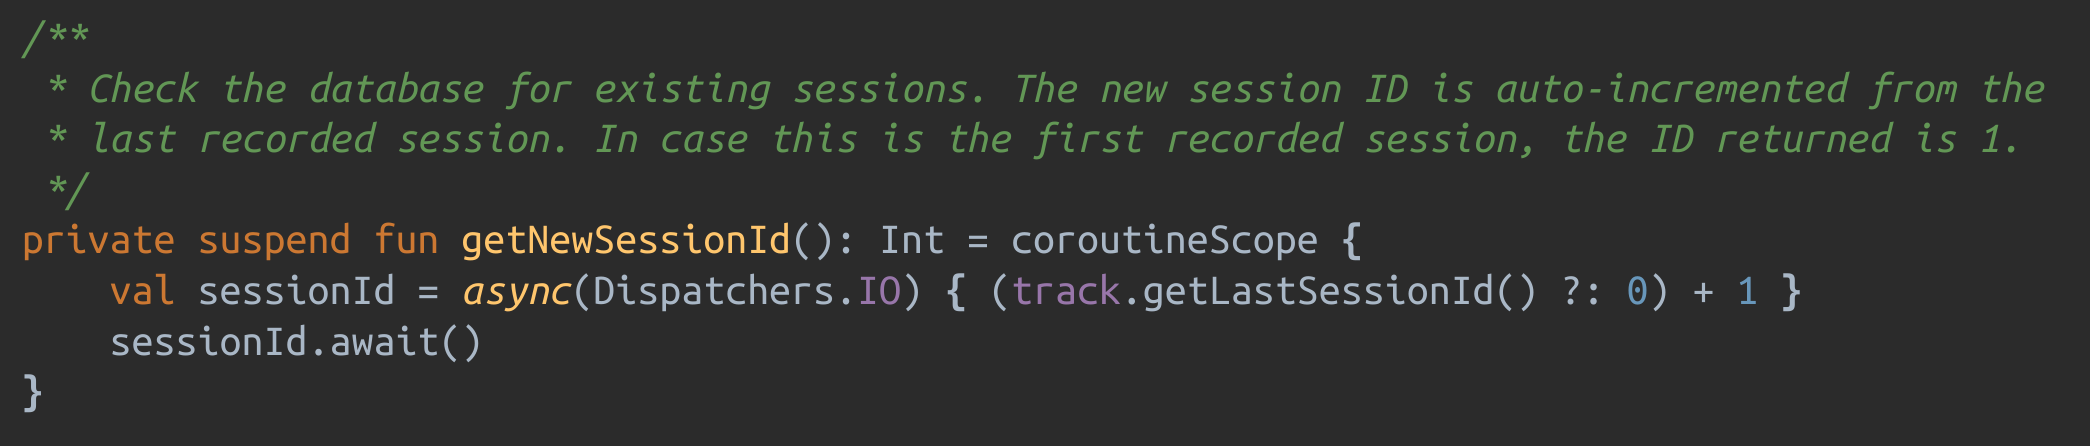 /**
 * Check the database for existing sessions. The new session ID is auto-incremented from the
 * last recorded session. In case this is the first recorded session, the ID returned is 1.
 */
private suspend fun getNewSessionId(): Int = coroutineScope {
    val sessionId = async(Dispatchers.IO) { (track.getLastSessionId() ?: 0) + 1 }
    sessionId.await()
}